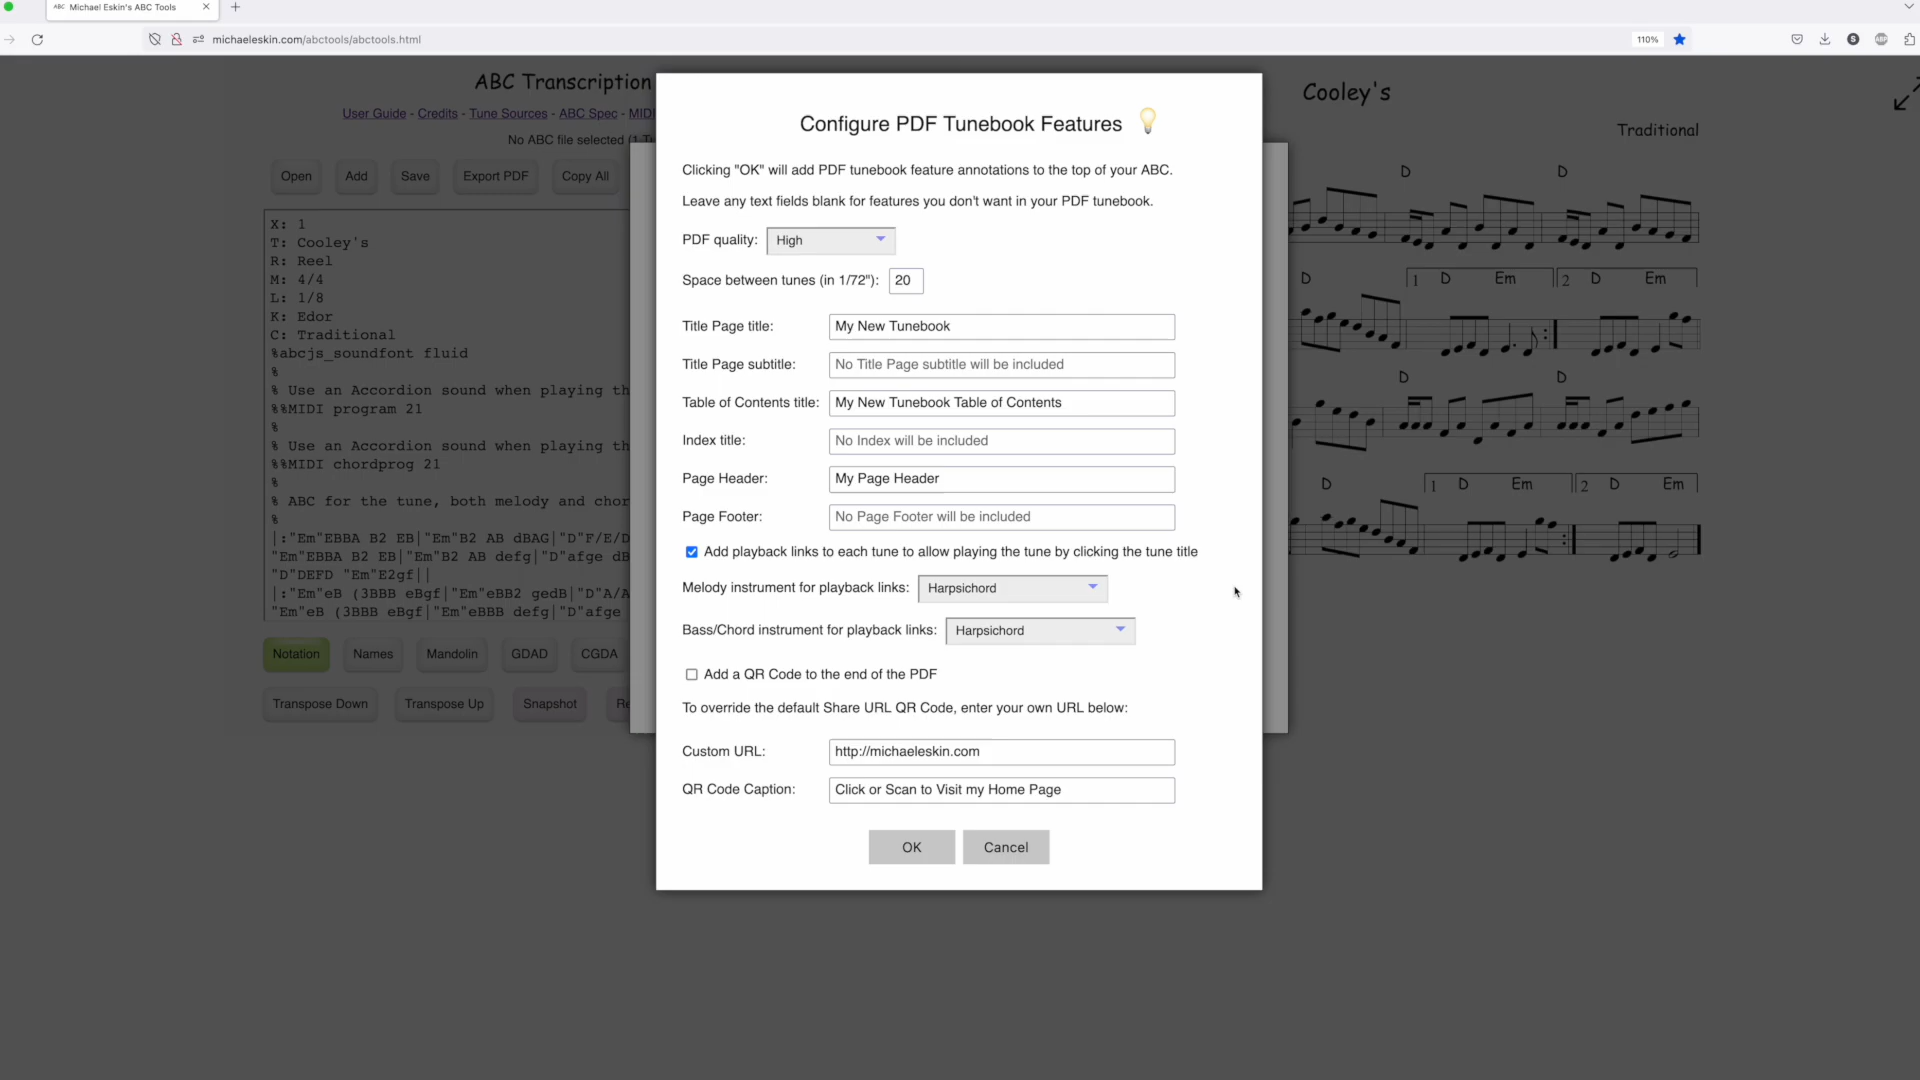 ABC Michael Eskin's ABC Tools
michaeleskin.com/abctools/abctools.html
110%
ABC Transcription
User Guide - Credits - Tune Sources - ABC Spec - MIDI
No ABC file selected (1 Tu
Open Add Save Export PDF Copy All
X: 1
T: Cooley's
R: Reel
M: 4/4
L: 1/8
K: Edor
C: Traditional
%abcjs_soundfont fluid
%
% Use an Accordion sound when playing th
%%MIDI program 21
%
% Use an Accordion sound when playing th
%%MIDI chordprog 21
%
% ABC for the tune, both melody and chor
%
|:"Em"EBBA B2 EB|"Em"B2 AB dBAG|"D"F/E/D
"Em"EBBA B2 EB|"Em"B2 AB defg|"D"afge dB
"D"DEFD "Em"E2gf||
|:"Em"eB (3BBB eBgf|"Em"eBB2 gedB|"D"A/A
"Em"eB (3BBB eBgf|"Em"eBBB defg|"D"afge
Notation Names Mandolin GDAD CGDA
Transpose Down Transpose Up Snapshot Re
Configure PDF Tunebook Features
Clicking "OK" will add PDF tunebook feature annotations to the top of your ABC.
Leave any text fields blank for features you don't want in your PDF tunebook.
PDF quality: High
Space between tunes (in 1/72"): 20
Title Page title: My New Tunebook
Title Page subtitle: No Title Page subtitle will be included
Table of Contents title: My New Tunebook Table of Contents
Index title: No Index will be included
Page Header: My Page Header
Page Footer: No Page Footer will be included
Add playback links to each tune to allow playing the tune by clicking the tune title
Melody instrument for playback links: Harpsichord
Bass/Chord instrument for playback links: Harpsichord
Add a QR Code to the end of the PDF
To override the default Share URL QR Code, enter your own URL below:
Custom URL: http://michaeleskin.com
QR Code Caption: Click or Scan to Visit my Home Page
OK Cancel
Cooley's
Traditional
D D
D 1 D Em 2 D Em
D D
D 1 D Em 2 D Em